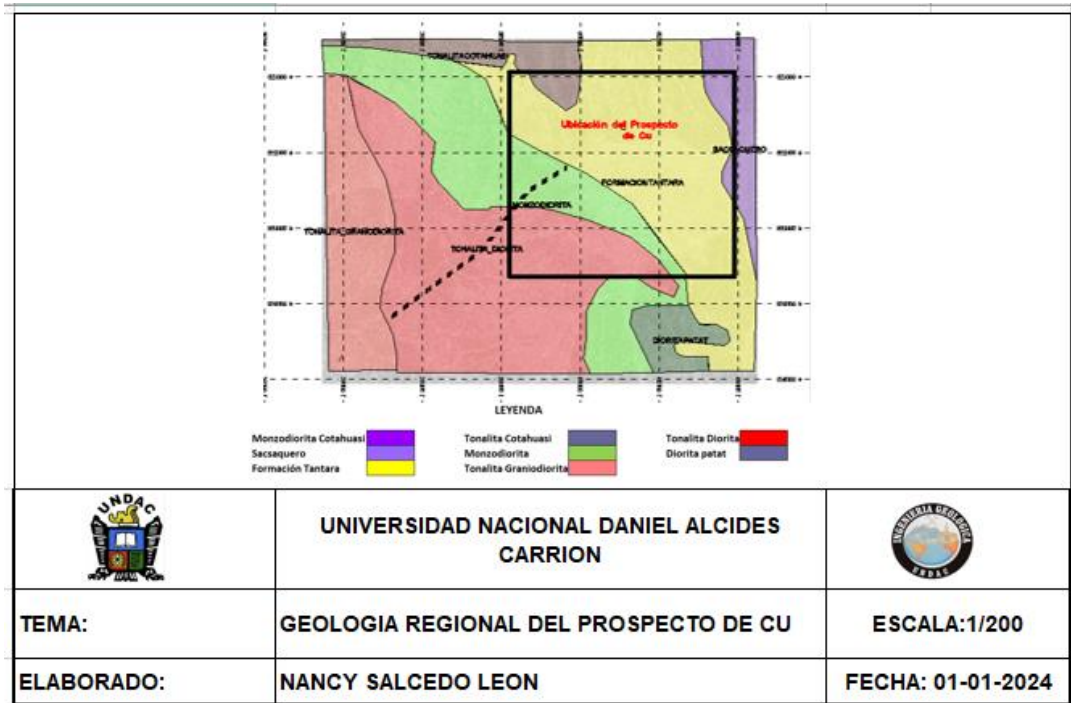 TONALITA COTAHUASI
Ubicación del Prospecto
de Cu
FORMACION TANTARA
MONZODIORITA
TONALITA_GRANODIORITA
TONALITA_DIORITA
DIORITA PATAT
LEYENDA
Monzodiorita Cotahuasi
Tonalita Cotahuasi
Tonalita Diorita
Sacsaquero
Monzodiorita
Diorita patat
Formación Tantara
Tonalita Graniodiorita
UNDAC
UNIVERSIDAD NACIONAL DANIEL ALCIDES
CARRION
INGENIERIA GEOLOGICA
UNDAC
TEMA:
GEOLOGIA REGIONAL DEL PROSPECTO DE CU
ESCALA:1/200
ELABORADO:
NANCY SALCEDO LEON
FECHA: 01-01-2024